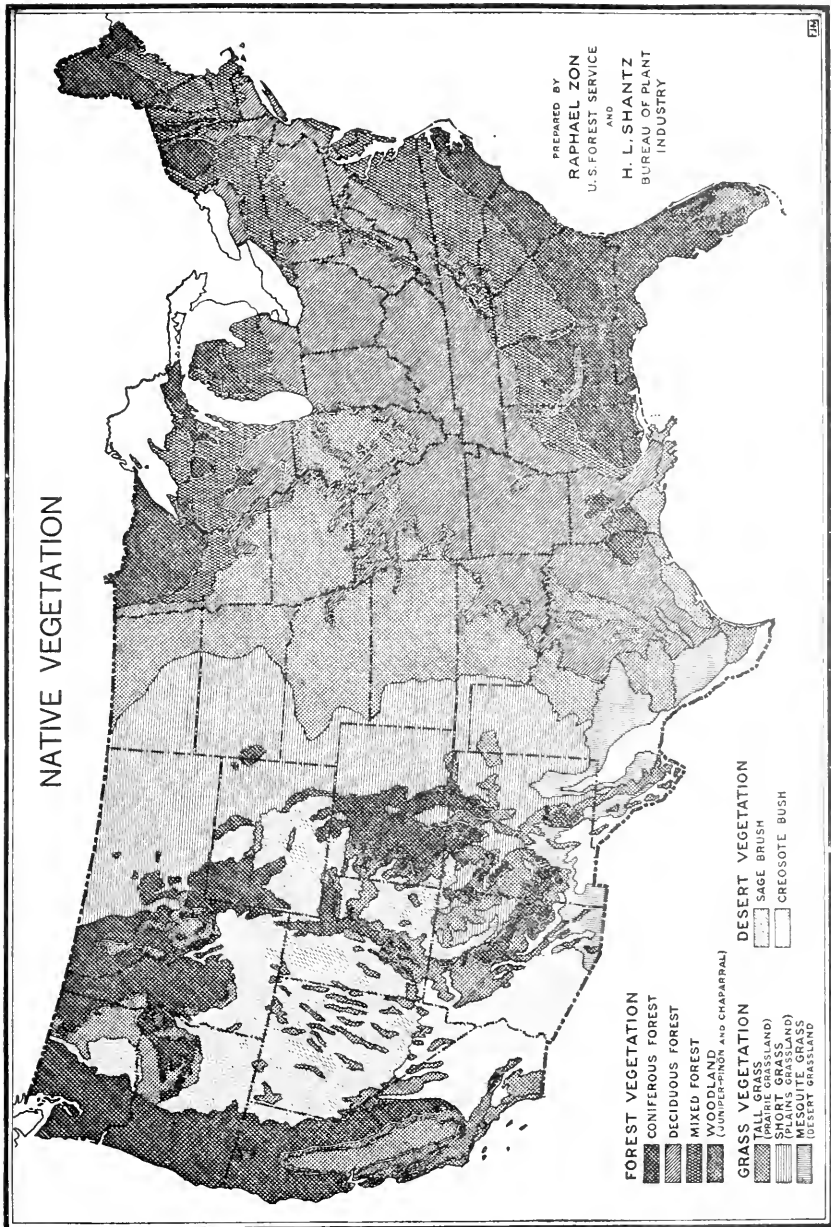 NATIVE VEGETATION
PREPARED BY
RAPHAEL ZON
U. S. FOREST SERVICE
AND
H. L. SHANTZ
BUREAU OF PLANT
INDUSTRY
FOREST VEGETATION
CONIFEROUS FOREST
DECIDUOUS FOREST
MIXED FOREST
WOODLAND
(JUNIPER-PIÑON AND CHAPARRAL)
GRASS VEGETATION
TALL GRASS
(PRAIRIE GRASSLAND)
SHORT GRASS
(PLAINS GRASSLAND)
MESQUITE GRASS
(DESERT GRASSLAND
DESERT VEGETATION
SAGE BRUSH
CREOSOTE BUSH